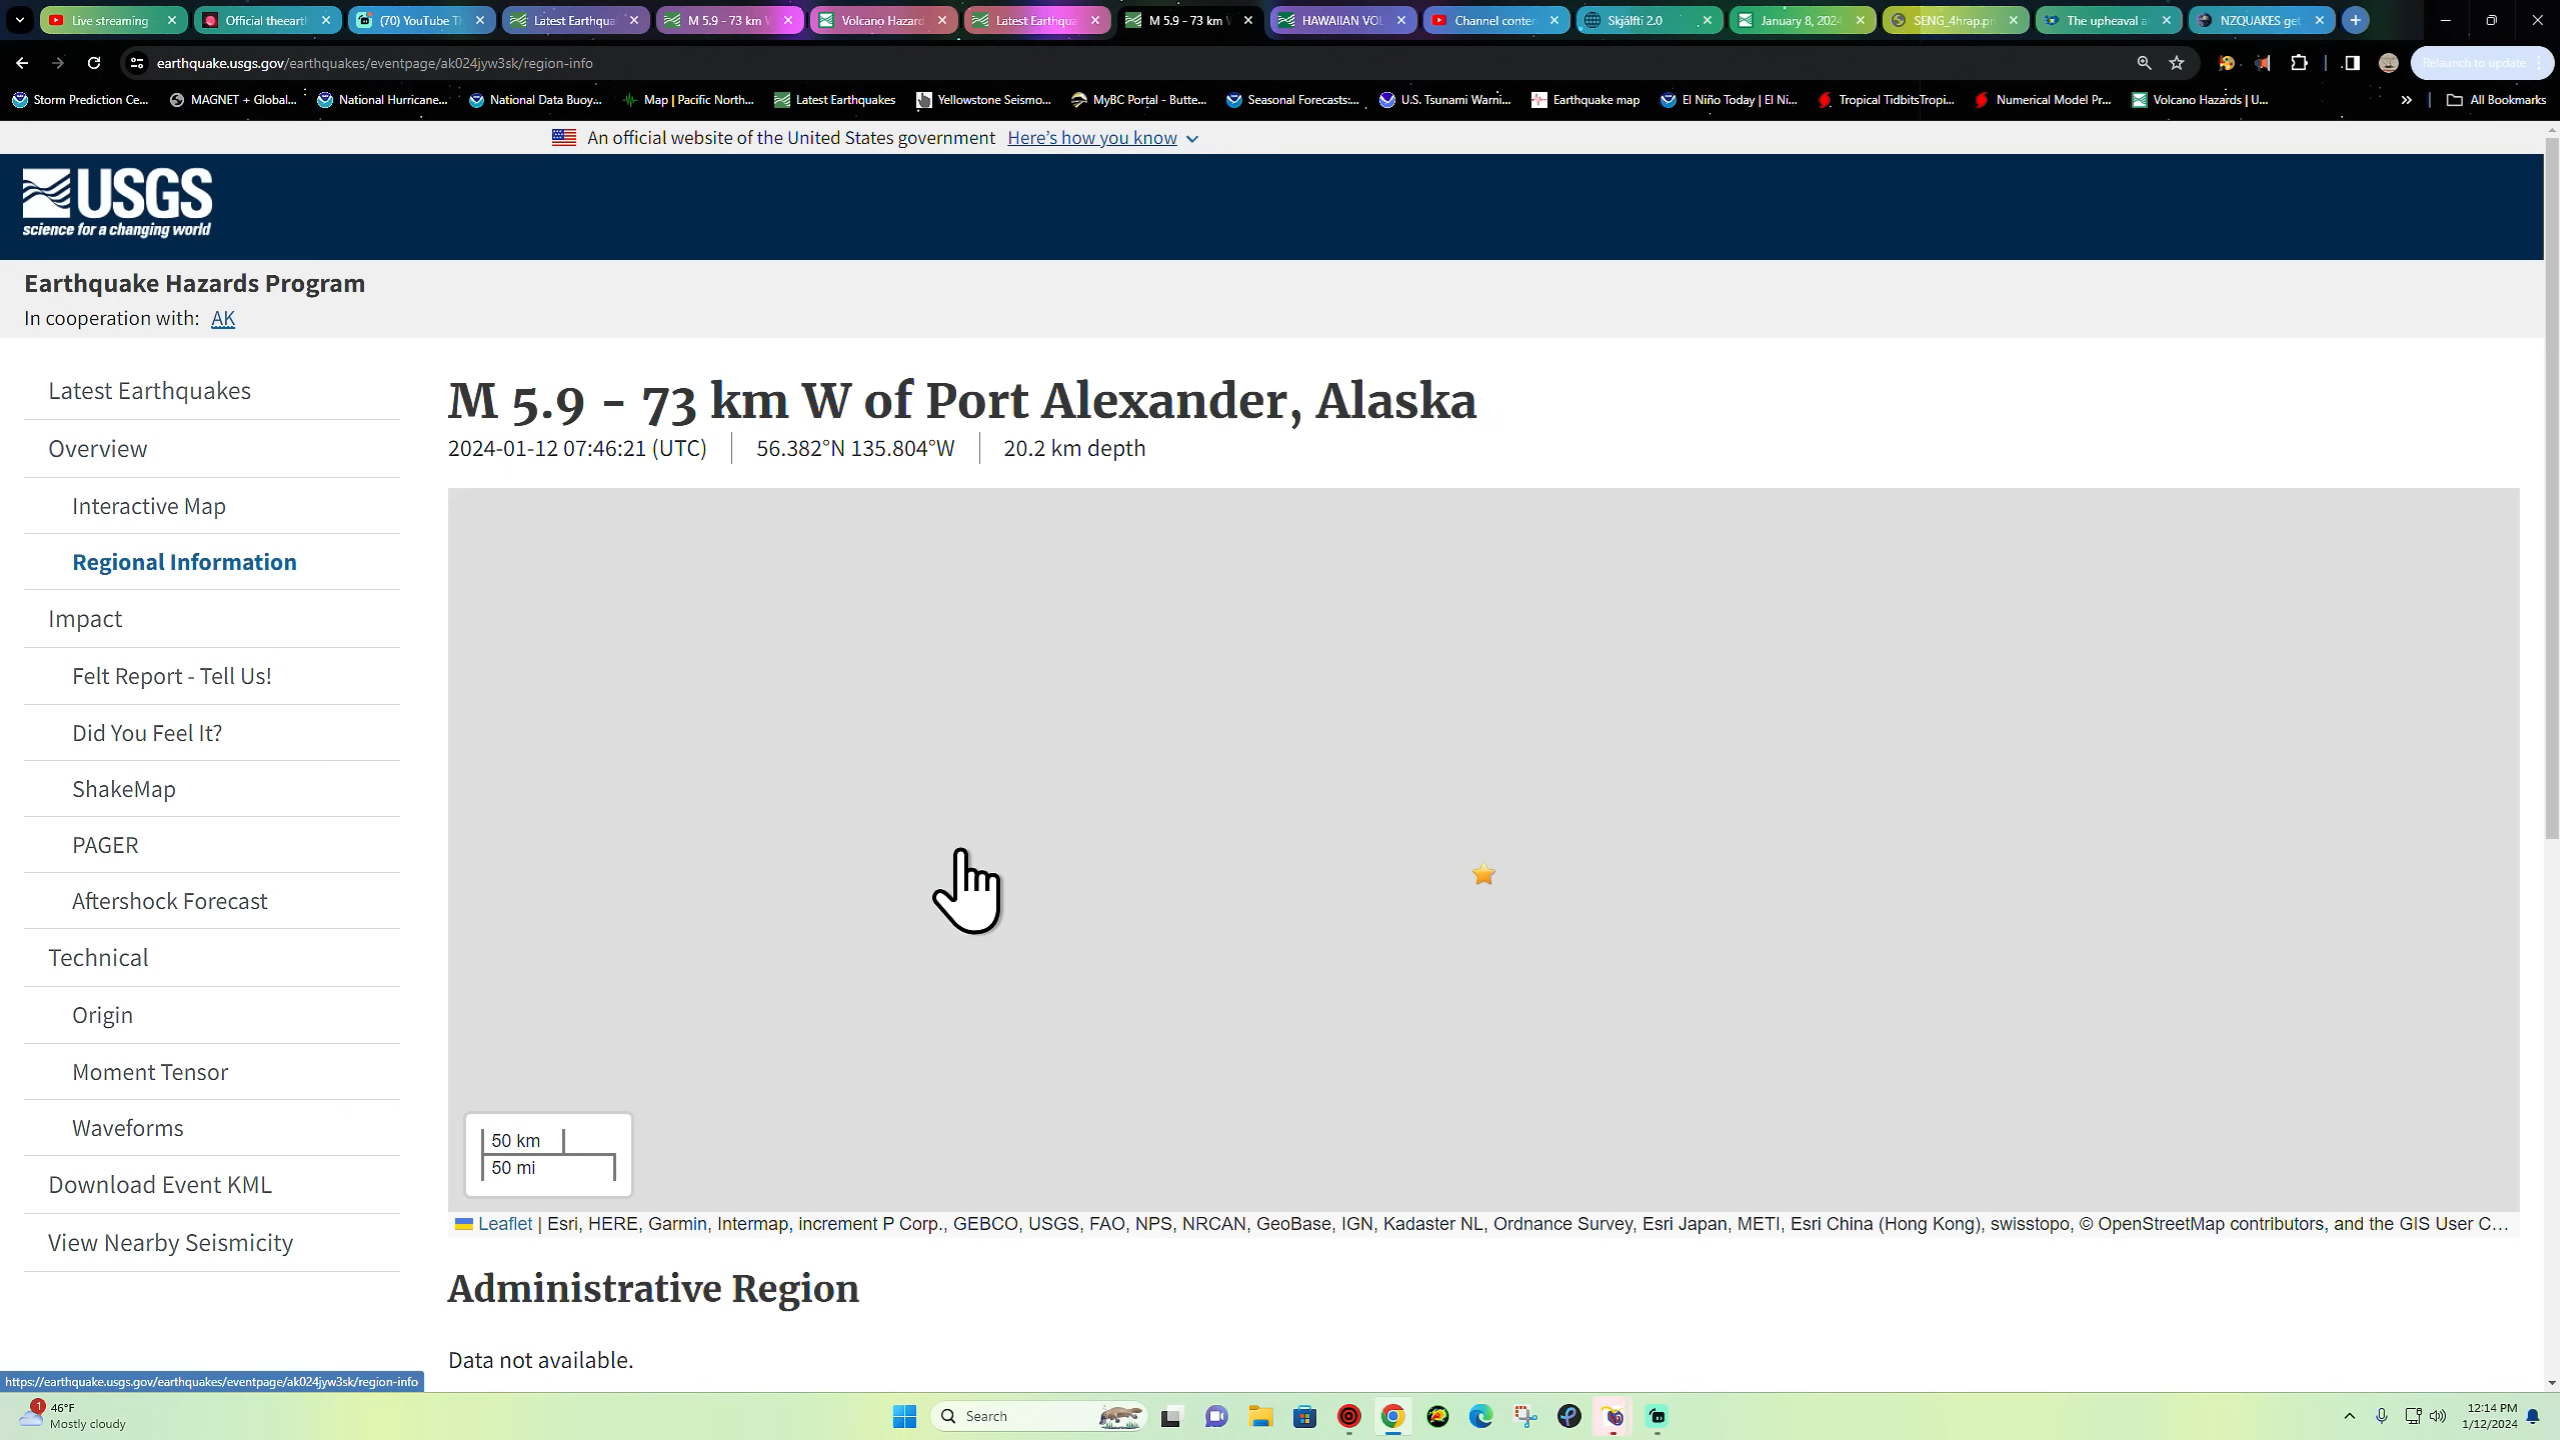 Live streaming
Official theeart
(70) YouTube T
Latest Earthqua
M 5.9 - 73 km W
Volcano Hazard
Latest Earthqua
M 5.9 - 73 km W
HAWAIIAN VOL
Channel conten
Skjálfti 2.0
January 8, 2024
SENG_4hrap.pn
The upheaval a
NZQUAKES get
earthquake.usgs.gov/earthquakes/eventpage/ak024jyw3sk/region-info
Relaunch to update
Storm Prediction Ce...
MAGNET + Global...
National Hurricane...
National Data Buoy...
Map | Pacific North...
Latest Earthquakes
Yellowstone Seismo...
MyBC Portal - Butte...
Seasonal Forecasts:...
U.S. Tsunami Warni...
Earthquake map
El Niño Today | El Ni...
Tropical TidbitsTropi...
Numerical Model Pr...
Volcano Hazards | U...
All Bookmarks
An official website of the United States government Here's how you know
USGS
science for a changing world
Earthquake Hazards Program
In cooperation with: AK
Latest Earthquakes
Overview
Interactive Map
Regional Information
Impact
Felt Report - Tell Us!
Did You Feel It?
ShakeMap
PAGER
Aftershock Forecast
Technical
Origin
Moment Tensor
Waveforms
Download Event KML
View Nearby Seismicity
M 5.9 - 73 km W of Port Alexander, Alaska
2024-01-12 07:46:21 (UTC) 56.382°N 135.804°W 20.2 km depth
50 km
50 mi
Leaflet | Esri, HERE, Garmin, Intermap, increment P Corp., GEBCO, USGS, FAO, NPS, NRCAN, GeoBase, IGN, Kadaster NL, Ordnance Survey, Esri Japan, METI, Esri China (Hong Kong), swisstopo, © OpenStreetMap contributors, and the GIS User C...
Administrative Region
Data not available.
https://earthquake.usgs.gov/earthquakes/eventpage/ak024jyw3sk/region-info
1
46°F
Mostly cloudy
Search
12:14 PM
1/12/2024